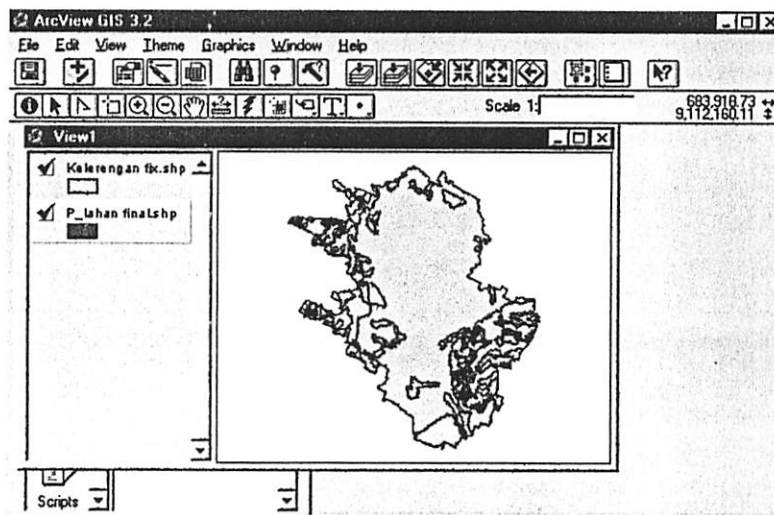 ArcView GIS 3.2
File Edit View Theme Graphics Window Help
Scale 1:
683,918.73
9,112,160.11
View1
Kelerengan fix.shp
P_lahan final.shp
Scripts